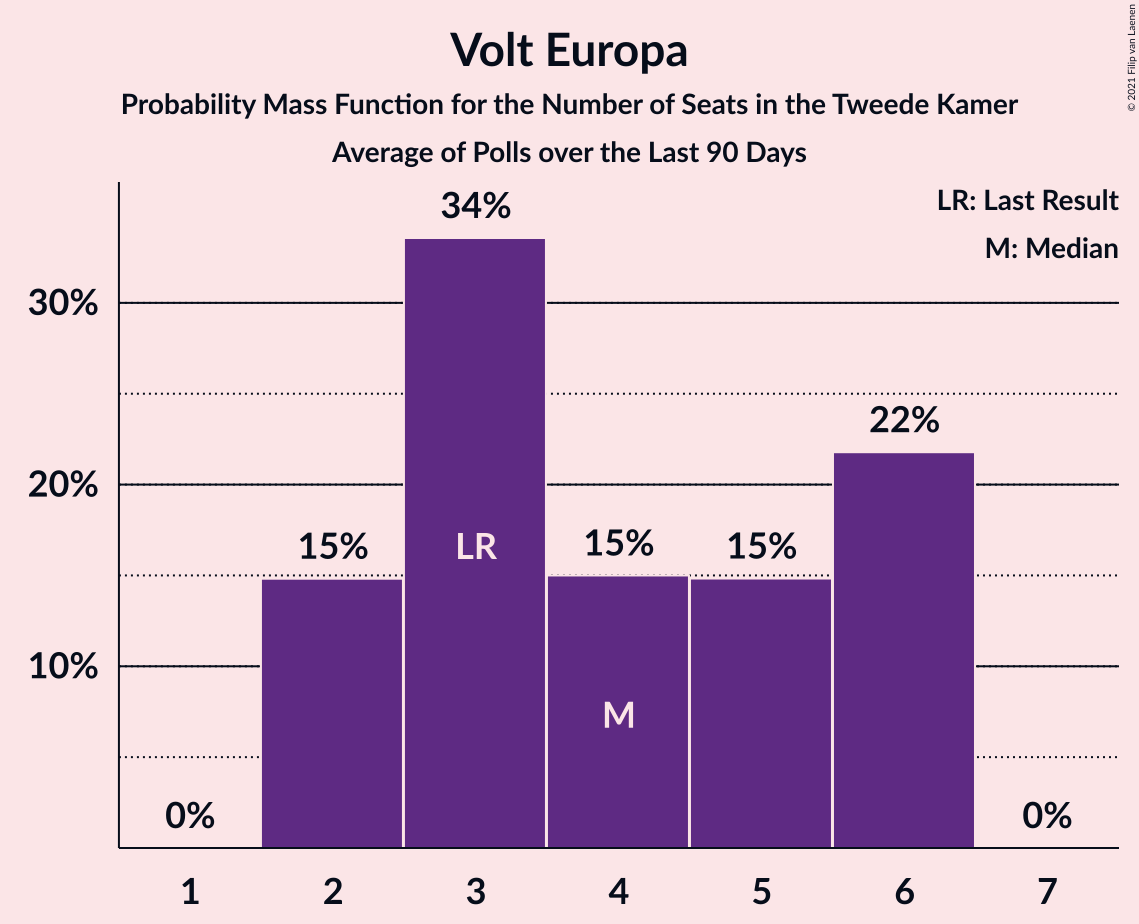 Volt Europa
Probability Mass Function for the Number of Seats in the Tweede Kamer
Average of Polls over the Last 90 Days
© 2021 Filip van Laenen
LR: Last Result
M: Median
34%
30%
22%
20%
15%
LR
15%
15%
10%
M
0%
0%
1 2 3 4 5 6 7